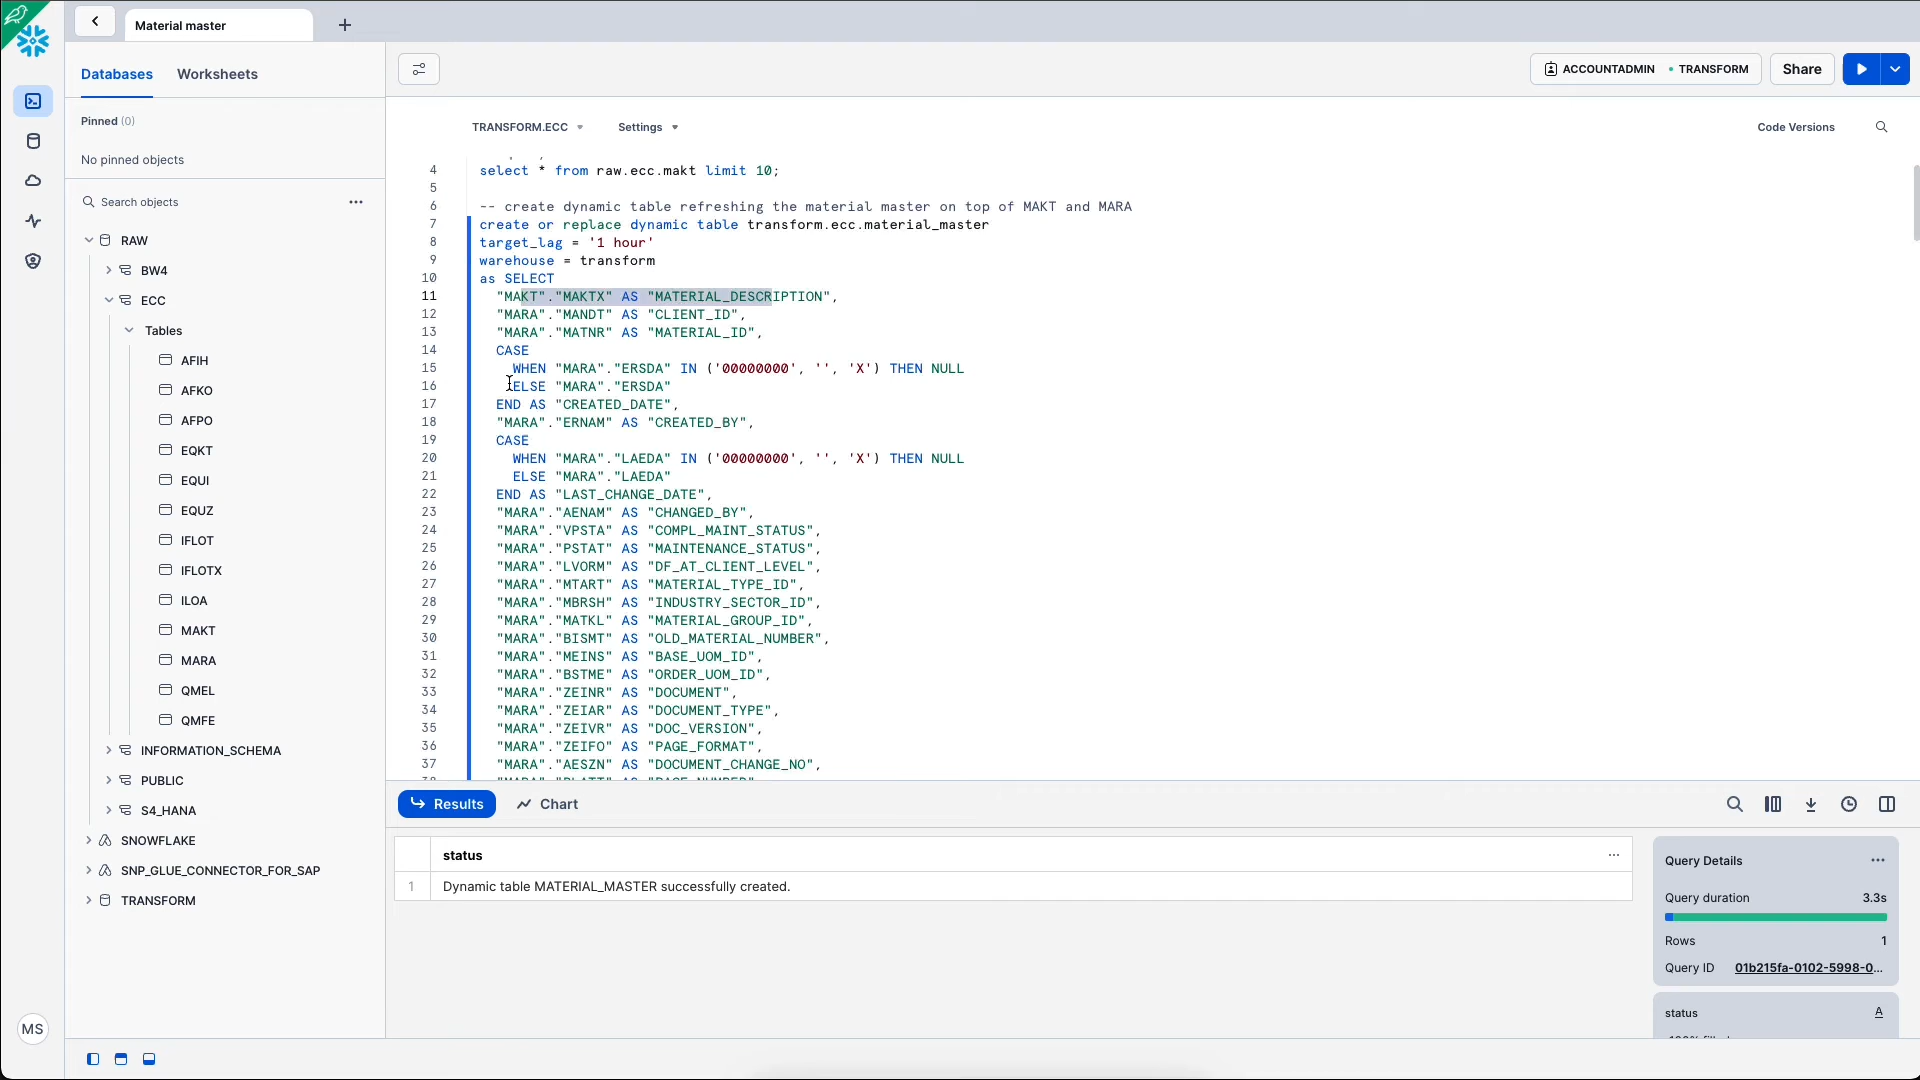 Material master
Databases
Worksheets
Pinned (0)
No pinned objects
Search objects
RAW
BW4
ECC
Tables
AFIH
AFKO
AFPO
EQKT
EQUI
EQUZ
IFLOT
IFLOTX
ILOA
MAKT
MARA
QMEL
QMFE
INFORMATION_SCHEMA
PUBLIC
S4_HANA
SNOWFLAKE
SNP_GLUE_CONNECTOR_FOR_SAP
TRANSFORM
MS
ACCOUNTADMIN • TRANSFORM
Share
TRANSFORM.ECC
Settings
Code Versions
4 select * from raw.ecc.makt limit 10;
5
6 -- create dynamic table refreshing the material master on top of MAKT and MARA
7 create or replace dynamic table transform.ecc.material_master
8 target_lag = '1 hour'
9 warehouse = transform
10 as SELECT
11 "MAKT"."MAKTX" AS "MATERIAL_DESCRIPTION",
12 "MARA"."MANDT" AS "CLIENT_ID",
13 "MARA"."MATNR" AS "MATERIAL_ID",
14 CASE
15 WHEN "MARA"."ERSDA" IN ('00000000', '', 'X') THEN NULL
16 ELSE "MARA"."ERSDA"
17 END AS "CREATED_DATE",
18 "MARA"."ERNAM" AS "CREATED_BY",
19 CASE
20 WHEN "MARA"."LAEDA" IN ('00000000', '', 'X') THEN NULL
21 ELSE "MARA"."LAEDA"
22 END AS "LAST_CHANGE_DATE",
23 "MARA"."AENAM" AS "CHANGED_BY",
24 "MARA"."VPSTA" AS "COMPL_MAINT_STATUS",
25 "MARA"."PSTAT" AS "MAINTENANCE_STATUS",
26 "MARA"."LVORM" AS "DF_AT_CLIENT_LEVEL",
27 "MARA"."MTART" AS "MATERIAL_TYPE_ID",
28 "MARA"."MBRSH" AS "INDUSTRY_SECTOR_ID",
29 "MARA"."MATKL" AS "MATERIAL_GROUP_ID",
30 "MARA"."BISMT" AS "OLD_MATERIAL_NUMBER",
31 "MARA"."MEINS" AS "BASE_UOM_ID",
32 "MARA"."BSTME" AS "ORDER_UOM_ID",
33 "MARA"."ZEINR" AS "DOCUMENT",
34 "MARA"."ZEIAR" AS "DOCUMENT_TYPE",
35 "MARA"."ZEIVR" AS "DOC_VERSION",
36 "MARA"."ZEIFO" AS "PAGE_FORMAT",
37 "MARA"."AESZN" AS "DOCUMENT_CHANGE_NO",
Results
Chart
status
1 Dynamic table MATERIAL_MASTER successfully created.
Query Details
Query duration 3.3s
Rows 1
Query ID 01b215fa-0102-5998-0...
status A